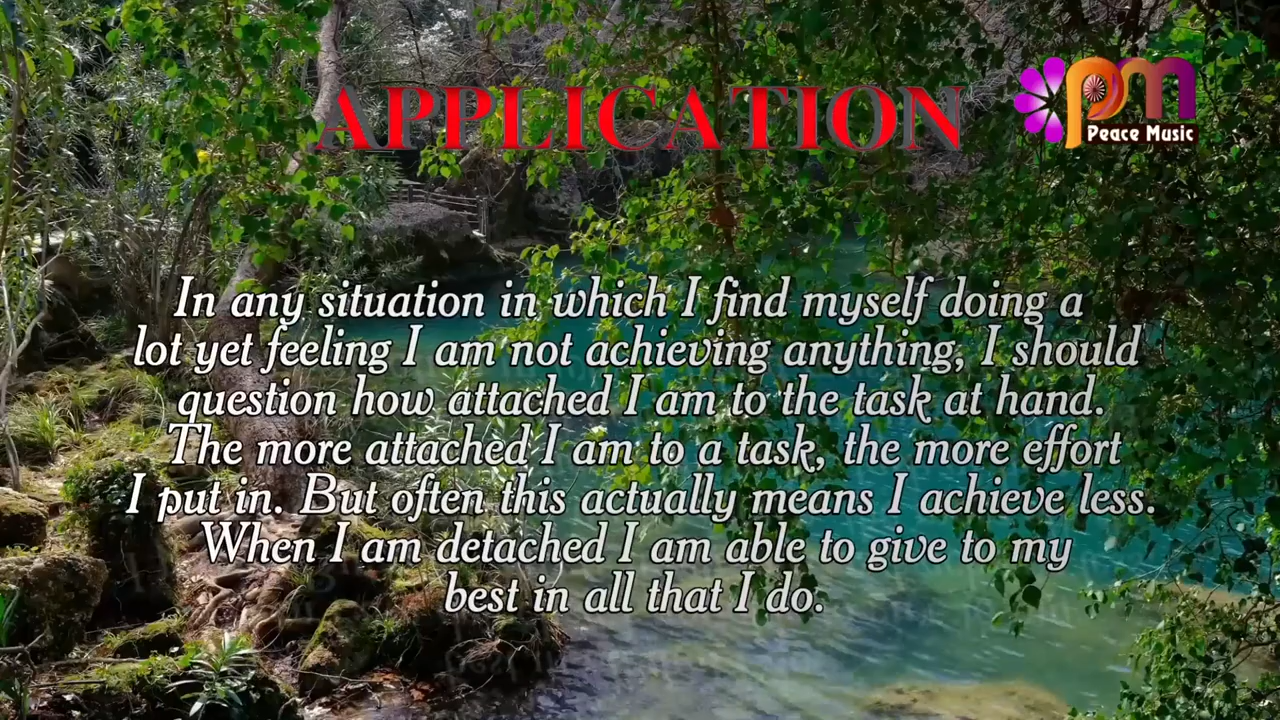 APPLICATION
pm
Peace Music
In any situation in which I find myself doing a
lot yet feeling I am not achieving anything, I should
question how attached I am to the task at hand.
The more attached I am to a task, the more effort
I put in. But often this actually means I achieve less.
When I am detached I am able to give to my
best in all that I do.